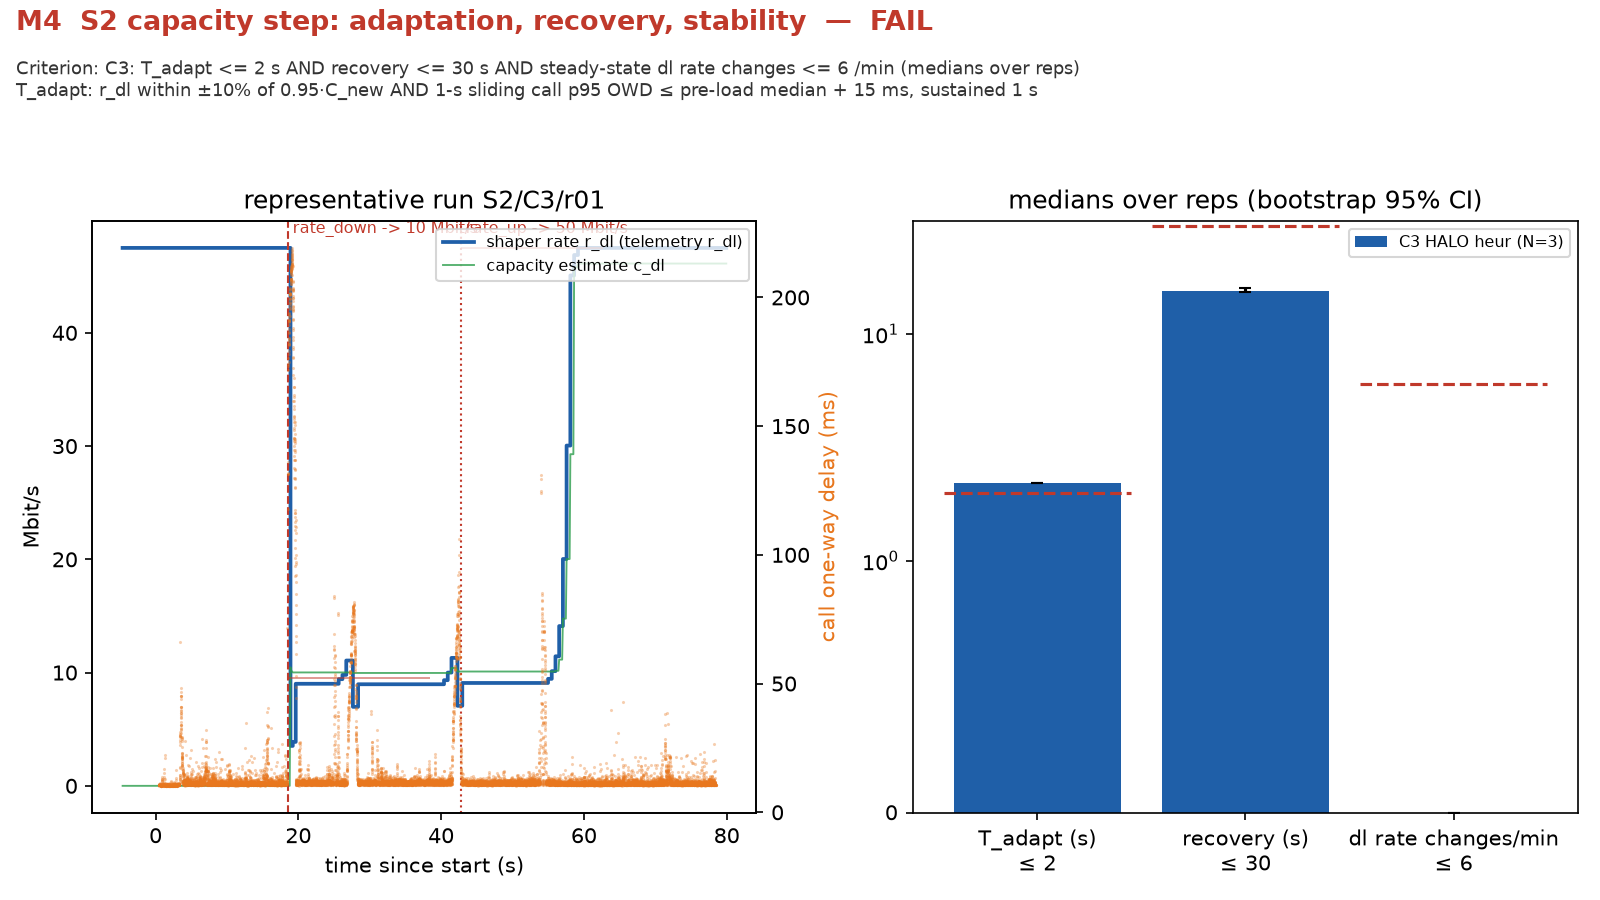 M4 S2 capacity step: adaptation, recovery, stability — FAIL
Criterion: C3: T_adapt <= 2 s AND recovery <= 30 s AND steady-state dl rate changes <= 6 /min (medians over reps)
T_adapt: r_dl within ±10% of 0.95·C_new AND 1-s sliding call p95 OWD ≤ pre-load median + 15 ms, sustained 1 s
representative run S2/C3/r01
rate_down -> 10 Mbit/s
rate_up -> 50 Mbit/s
shaper rate r_dl (telemetry r_dl)
capacity estimate c_dl
40
30
20
10
0
Mbit/s
200
150
100
50
0
call one-way delay (ms)
0 20 40 60 80
time since start (s)
medians over reps (bootstrap 95% CI)
C3 HALO heur (N=3)
10¹
10⁰
0
T_adapt (s) recovery (s) dl rate changes/min
≤ 2 ≤ 30 ≤ 6